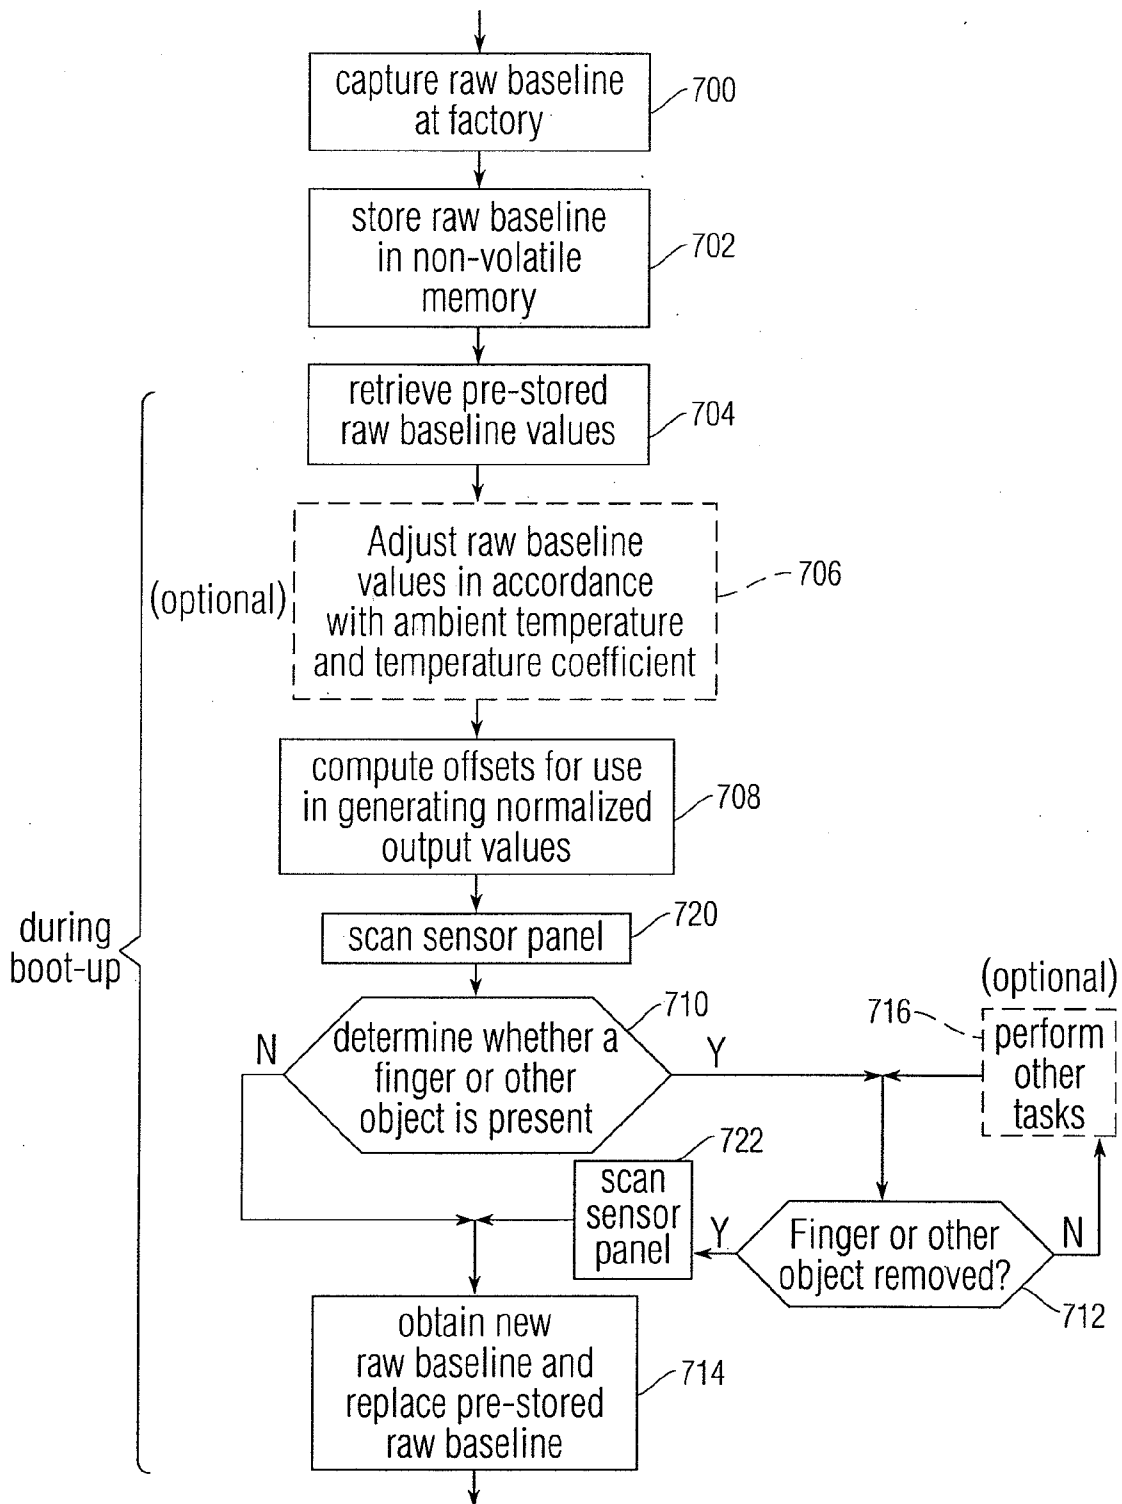 capture raw baseline
at factory
700
store raw baseline
in non-volatile
memory
702
retrieve pre-stored
raw baseline values
704
(optional)
Adjust raw baseline
values in accordance
with ambient temperature
and temperature coefficient
706
compute offsets for use
in generating normalized
output values
708
during
boot-up
scan sensor panel
720
N
determine whether a
finger or other
object is present
710
Y
(optional)
716
perform
other
tasks
722
scan
sensor
panel
Y
Finger or other
object removed?
N
712
obtain new
raw baseline and
replace pre-stored
raw baseline
714